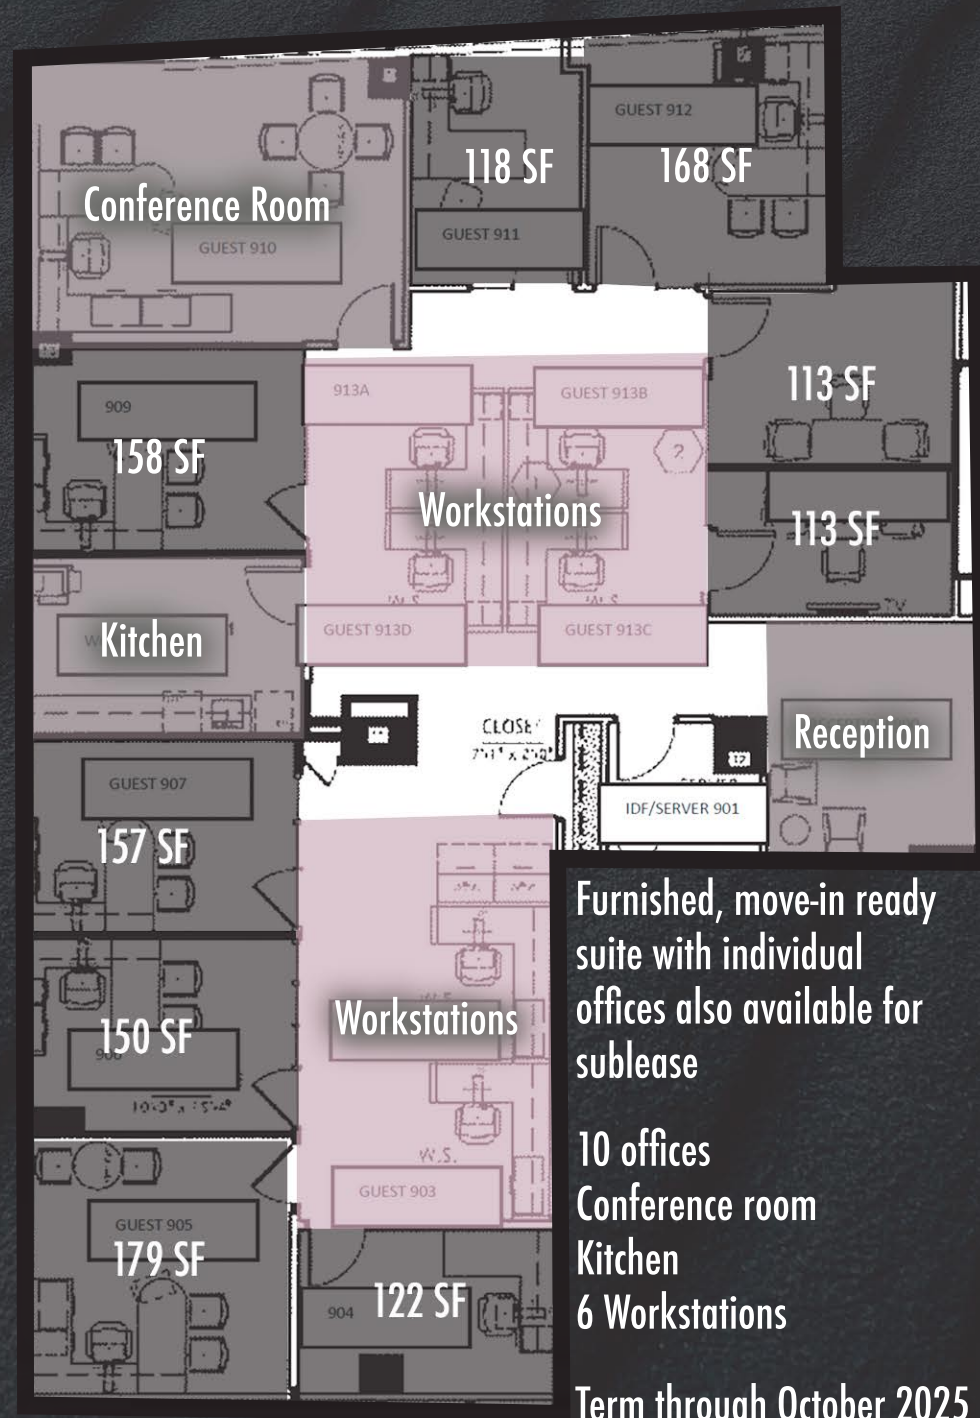 GUEST 912
118 SF
168 SF
Conference Room
GUEST 911
GUEST 910
913A
GUEST 913B
113 SF
909
158 SF
?
Workstations
113 SF
W.S.
W.S.
TV
GUEST 913D
GUEST 913C
Kitchen
CLOSE
Reception
GUEST 907
IDF/SERVER 901
157 SF
Furnished, move-in ready
suite with individual
offices also available for
sublease
150 SF
Workstations
10 offices
Conference room
Kitchen
6 Workstations
W.S.
GUEST 903
GUEST 905
179 SF
904
122 SF
Term through October 2025